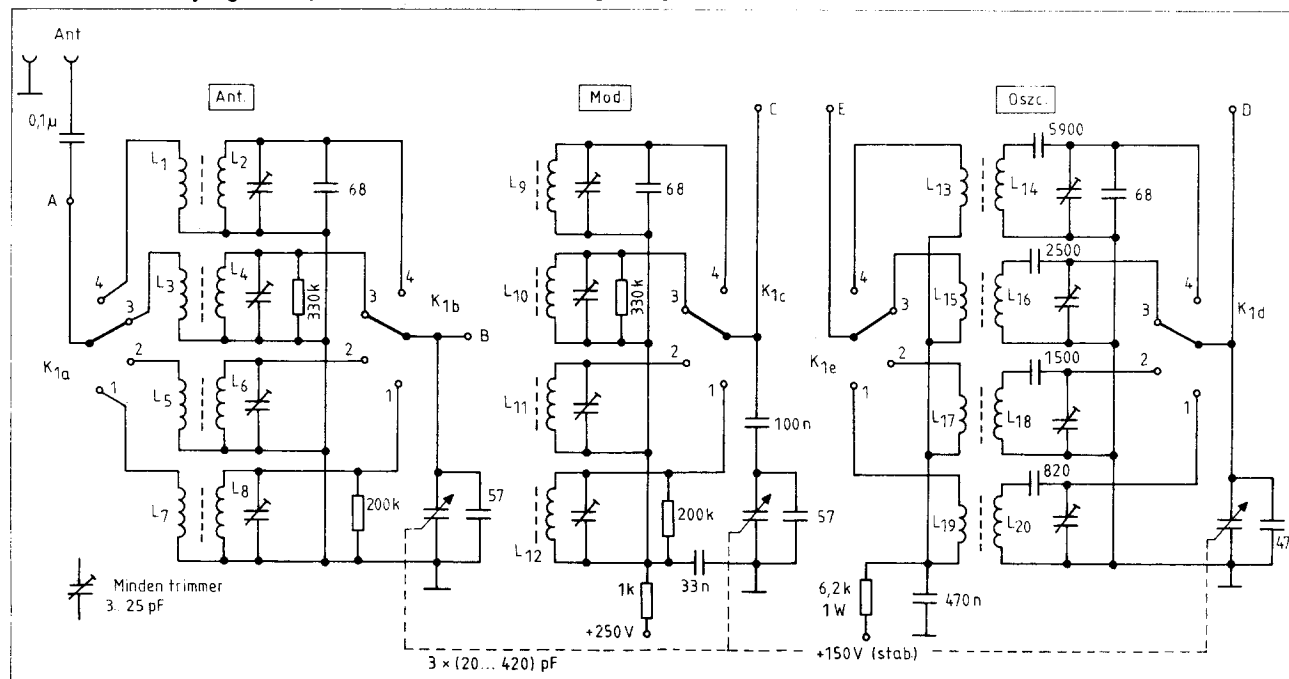 Ant
Ant.
Mod.
Oszc.
0,1µ
A
L1
L2
68
L3
L4
330k
4
3
2
1
K1a
L5
L6
L7
L8
200k
4
3
2
1
K1b
B
57
L9
68
L10
330k
L11
L12
200k
33n
1k
+250V
4
3
2
1
C
K1c
100n
57
E
4
3
2
1
K1e
L13
L14
5900
68
L15
L16
2500
L17
L18
1500
L19
L20
820
4
3
2
1
D
K1d
47
6,2k
1W
470n
+150V (stab.)
Minden trimmer
3...25 pF
3 × (20... 420) pF